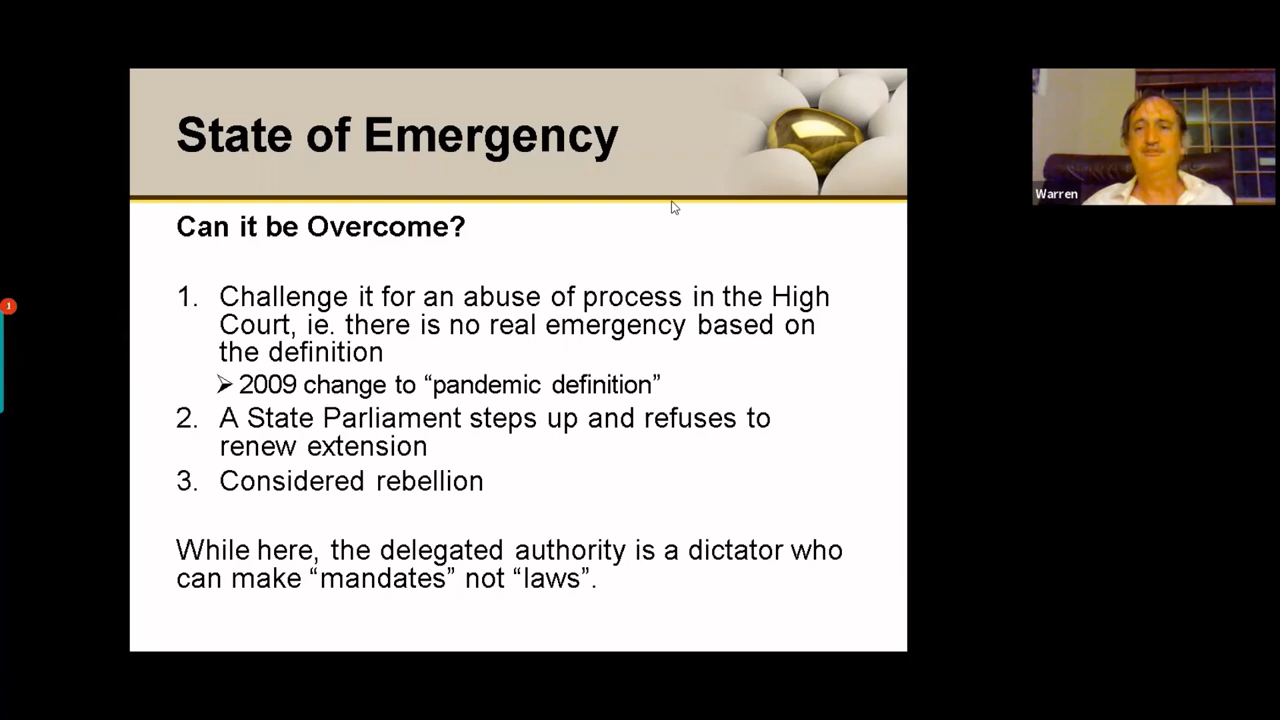 State of Emergency
Can it be Overcome?
1. Challenge it for an abuse of process in the High
Court, ie. there is no real emergency based on
the definition
➢ 2009 change to “pandemic definition”
2. A State Parliament steps up and refuses to
renew extension
3. Considered rebellion
While here, the delegated authority is a dictator who
can make “mandates” not “laws”.
Warren
1